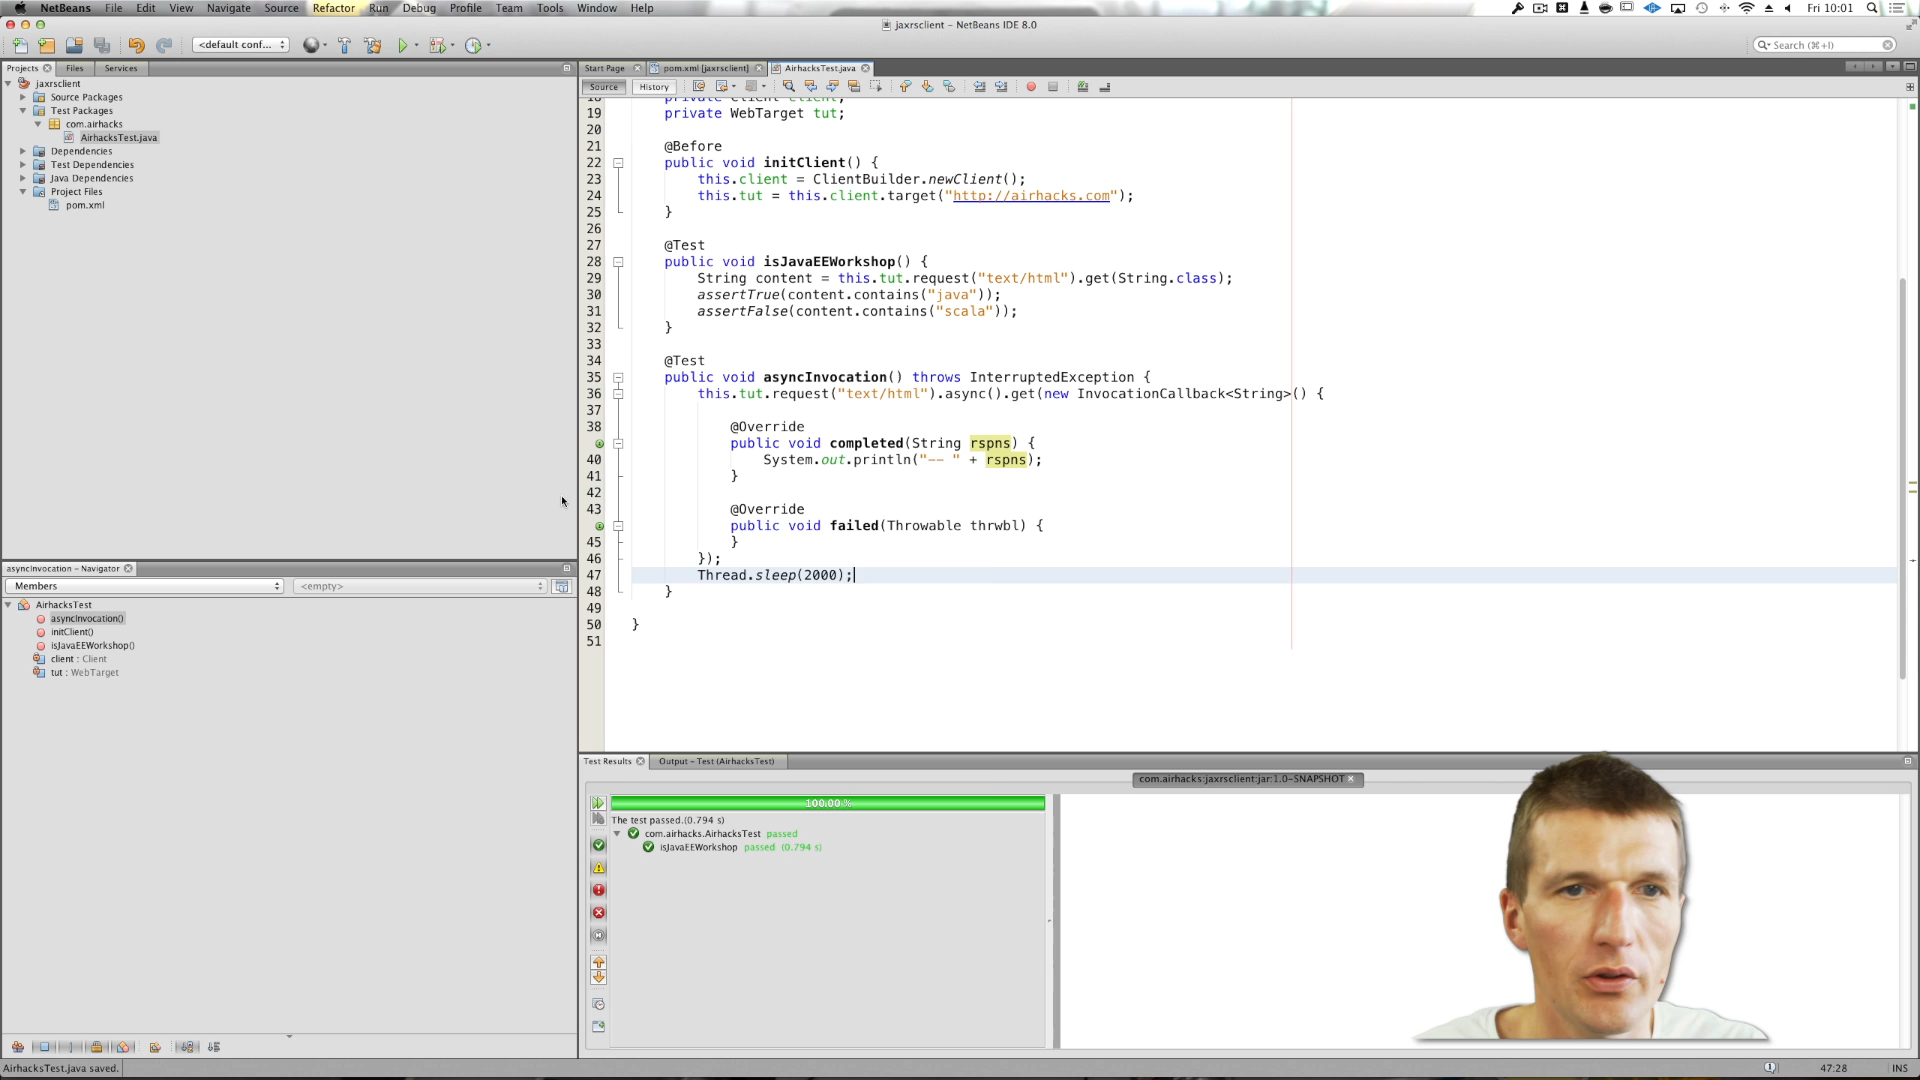 NetBeans File Edit View Navigate Source Refactor Run Debug Profile Team Tools Window Help
Fri 10:01
jaxrsclient – NetBeans IDE 8.0
<default conf...
Search (⌘+I)
Projects Files Services
jaxrsclient
Source Packages
Test Packages
com.airhacks
AirhacksTest.java
Dependencies
Test Dependencies
Java Dependencies
Project Files
pom.xml
asyncInvocation – Navigator
Members <empty>
AirhacksTest
asyncInvocation()
initClient()
isJavaEEWorkshop()
client : Client
tut : WebTarget
Start Page pom.xml [jaxrsclient] AirhacksTest.java
Source History
18 private Client client;
19 private WebTarget tut;
20
21 @Before
22 public void initClient() {
23 this.client = ClientBuilder.newClient();
24 this.tut = this.client.target("http://airhacks.com");
25 }
26
27 @Test
28 public void isJavaEEWorkshop() {
29 String content = this.tut.request("text/html").get(String.class);
30 assertTrue(content.contains("java"));
31 assertFalse(content.contains("scala"));
32 }
33
34 @Test
35 public void asyncInvocation() throws InterruptedException {
36 this.tut.request("text/html").async().get(new InvocationCallback<String>() {
37
38 @Override
public void completed(String rspns) {
40 System.out.println("-- " + rspns);
41 }
42
43 @Override
public void failed(Throwable thrwbl) {
45 }
46 });
47 Thread.sleep(2000);
48 }
49
50 }
51
Test Results Output – Test (AirhacksTest)
com.airhacks:jaxrsclient:jar:1.0-SNAPSHOT
100.00 %
The test passed.(0.794 s)
com.airhacks.AirhacksTest passed
isJavaEEWorkshop passed (0.794 s)
AirhacksTest.java saved.
47:28 INS